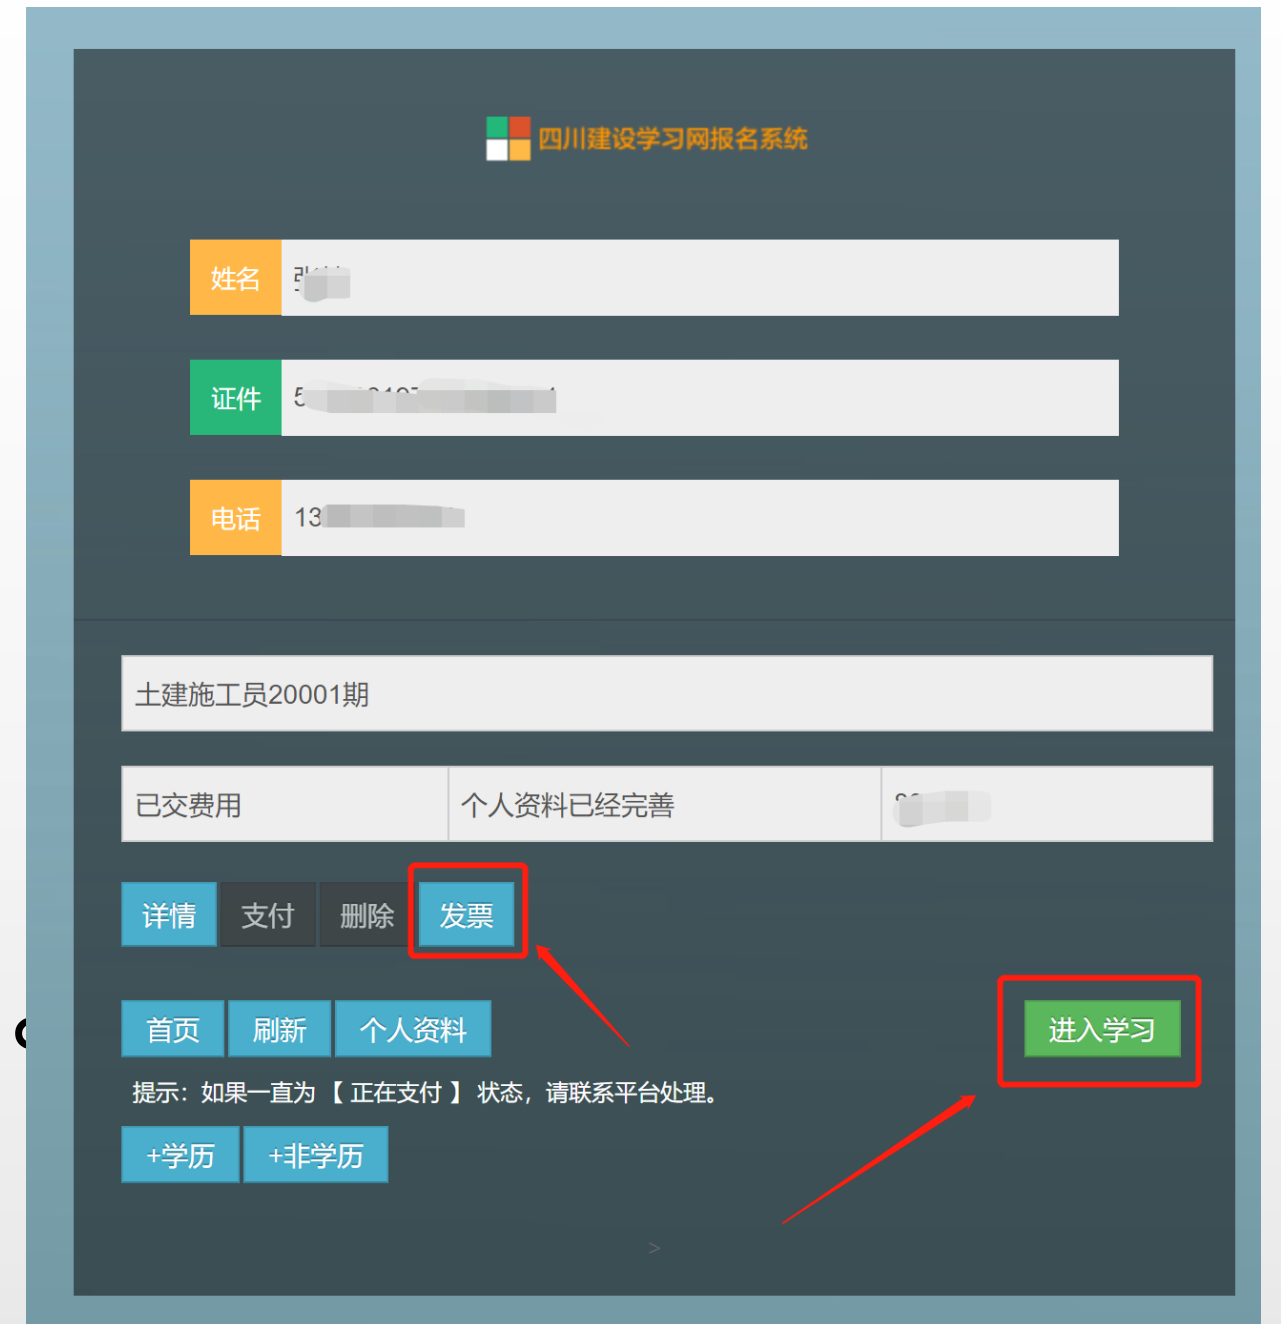 四川建设学习网报名系统
姓名
证件 5
电话 13
土建施工员20001期
已交费用 个人资料已经完善
详情 支付 删除 发票
首页 刷新 个人资料 进入学习
提示：如果一直为 【 正在支付 】 状态，请联系平台处理。
+学历 +非学历
>